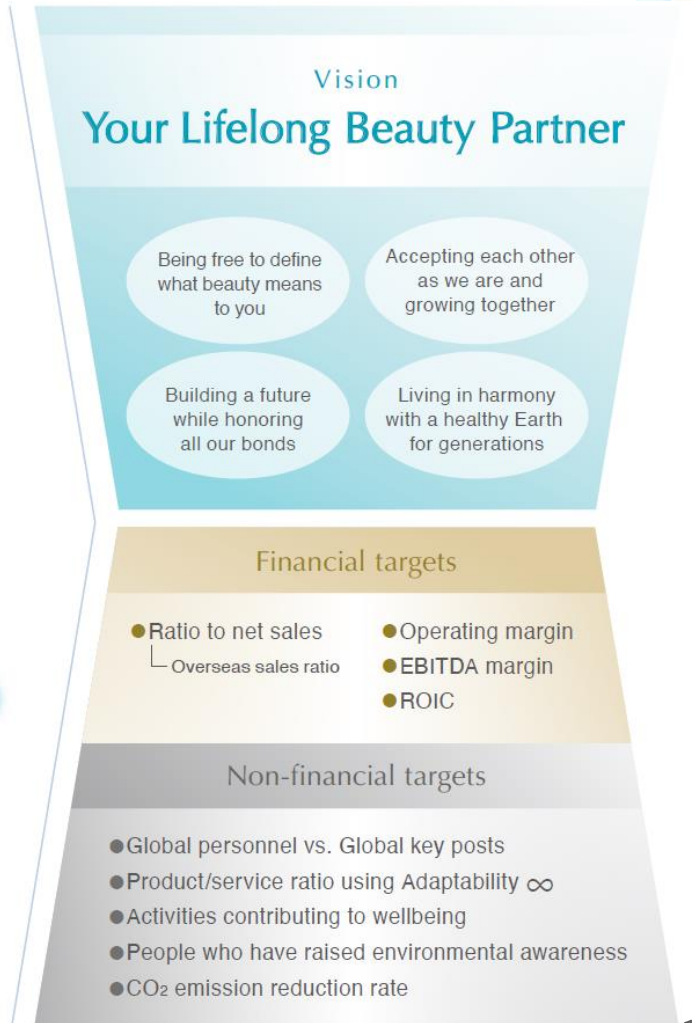 Vision
Your Lifelong Beauty Partner
Being free to define
what beauty means
to you
Accepting each other
as we are and
growing together
Building a future
while honoring
all our bonds
Living in harmony
with a healthy Earth
for generations
Financial targets
●Ratio to net sales
Overseas sales ratio
●Operating margin
●EBITDA margin
●ROIC
Non-financial targets
●Global personnel vs. Global key posts
●Product/service ratio using Adaptability ∞
●Activities contributing to wellbeing
●People who have raised environmental awareness
●CO₂ emission reduction rate